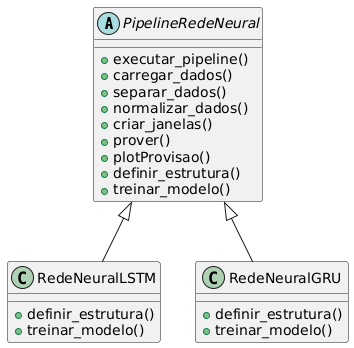 A PipelineRedeNeural
executar_pipeline()
carregar_dados()
separar_dados()
normalizar_dados()
criar_janelas()
prover()
plotProvisao()
definir_estrutura()
treinar_modelo()
C RedeNeuralLSTM
definir_estrutura()
treinar_modelo()
C RedeNeuralGRU
definir_estrutura()
treinar_modelo()